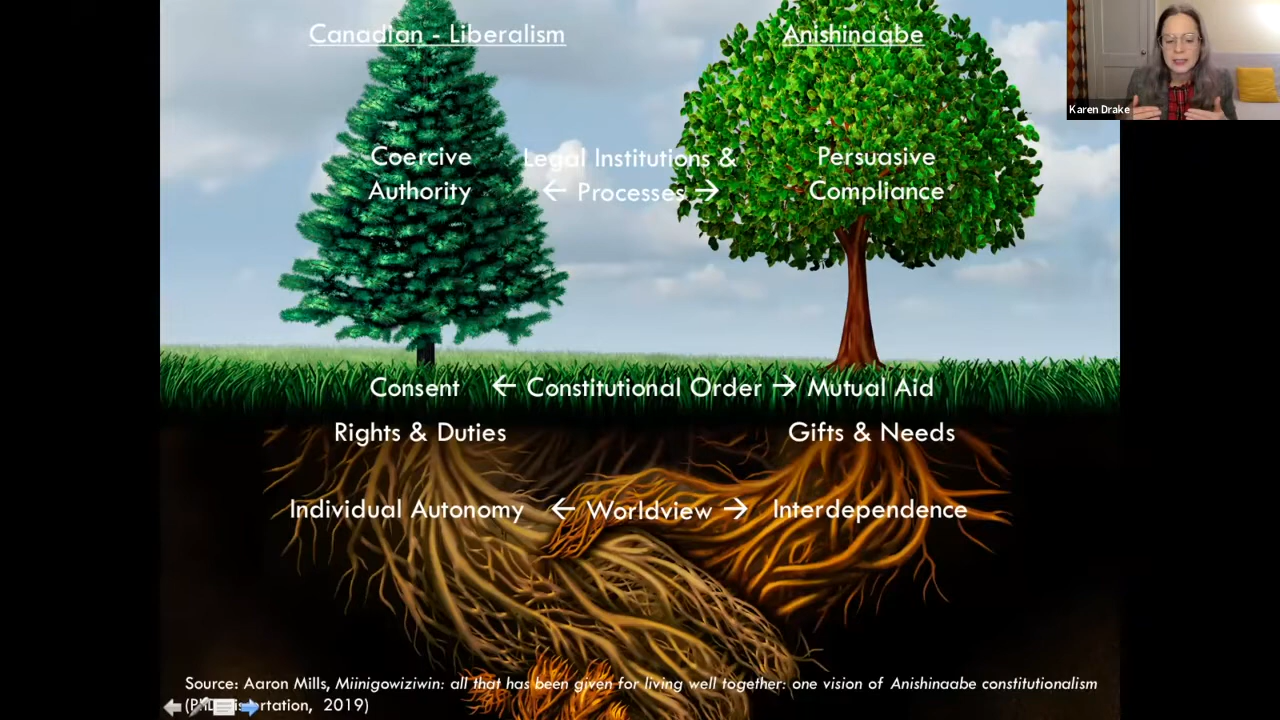 Canadian - Liberalism
Anishinaabe
Karen Drake
Coercive
Authority
Legal Institutions &
← Processes →
Persuasive
Compliance
Consent ← Constitutional Order → Mutual Aid
Rights & Duties
Gifts & Needs
Individual Autonomy ← Worldview → Interdependence
Source: Aaron Mills, Miinigowiziwin: all that has been given for living well together: one vision of Anishinaabe constitutionalism
2019)